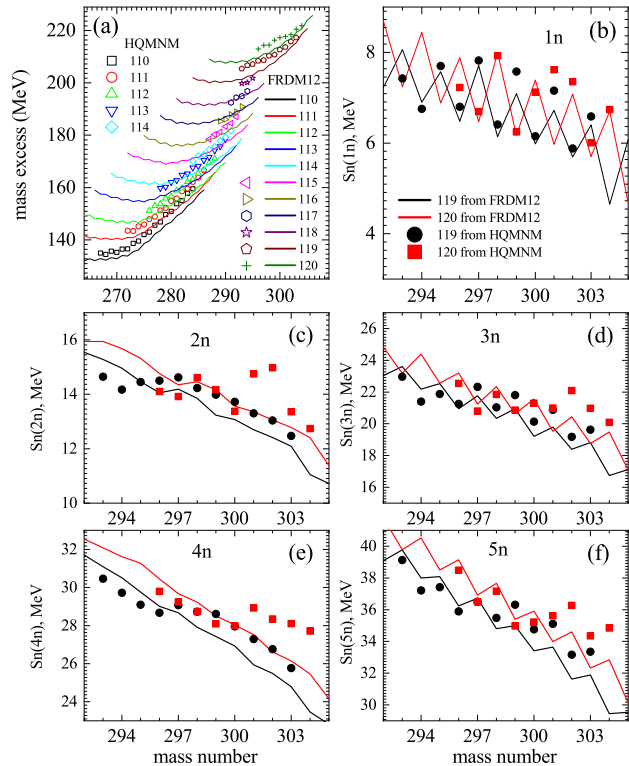 (a)
HQMNM
110
111
112
113
114
FRDM12
110
111
112
113
114
115
116
117
118
119
120
mass excess (MeV)
220
200
180
160
140
270 280 290 300
(b)
1n
Sn(1n), MeV
8
6
4
119 from FRDM12
120 from FRDM12
119 from HQMNM
120 from HQMNM
294 297 300 303
(c)
2n
Sn(2n), MeV
16
14
12
10
294 297 300 303
(d)
3n
Sn(3n), MeV
26
24
22
20
18
16
14
294 297 300 303
(e)
4n
Sn(4n), MeV
32
30
28
26
24
294 297 300 303
mass number
(f)
5n
Sn(5n), MeV
40
38
36
34
32
30
294 297 300 303
mass number